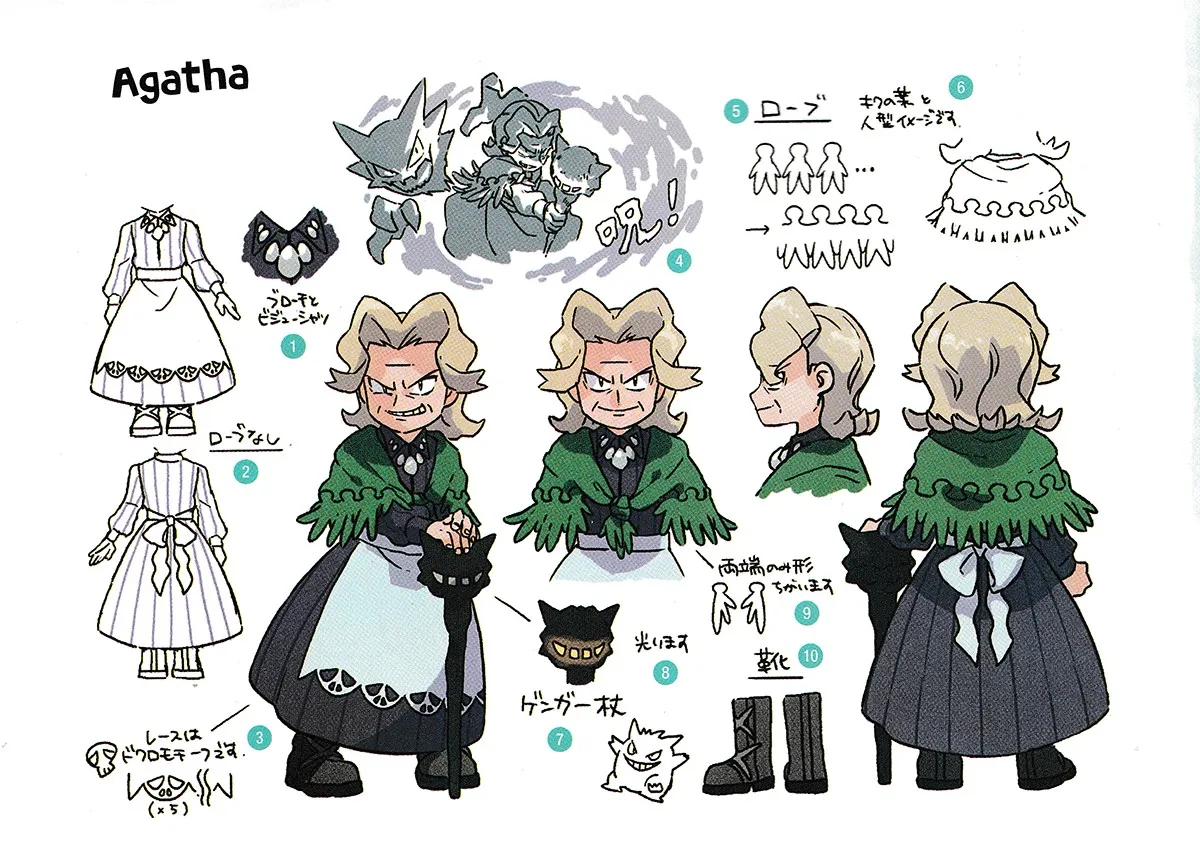 Agatha
ブローチと
ビジューシャツ
1
ローブなし
2
レースは
ドクロモチーフです.
(×5)
3
呪!
4
5
ローブ
キクの葉と
人型イメージです.
6
…
→
ゲンガー杖
7
光ります
8
両端のみ形
ちがいます
9
革靴
10